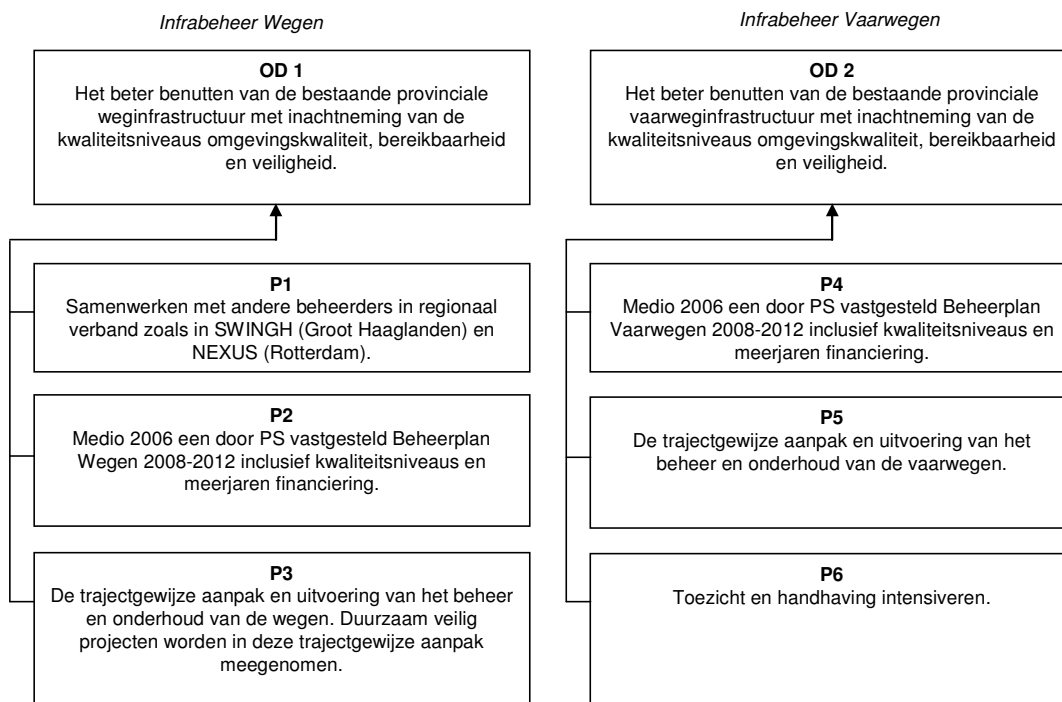 Infrabeheer Wegen
OD 1
Het beter benutten van de bestaande provinciale
weginfrastructuur met inachtneming van de
kwaliteitsniveaus omgevingskwaliteit, bereikbaarheid
en veiligheid.
P1
Samenwerken met andere beheerders in regionaal
verband zoals in SWINGH (Groot Haaglanden) en
NEXUS (Rotterdam).
P2
Medio 2006 een door PS vastgesteld Beheerplan
Wegen 2008-2012 inclusief kwaliteitsniveaus en
meerjaren financiering.
P3
De trajectgewijze aanpak en uitvoering van het beheer
en onderhoud van de wegen. Duurzaam veilig
projecten worden in deze trajectgewijze aanpak
meegenomen.
Infrabeheer Vaarwegen
OD 2
Het beter benutten van de bestaande provinciale
vaarweginfrastructuur met inachtneming van de
kwaliteitsniveaus omgevingskwaliteit, bereikbaarheid
en veiligheid.
P4
Medio 2006 een door PS vastgesteld Beheerplan
Vaarwegen 2008-2012 inclusief kwaliteitsniveaus en
meerjaren financiering.
P5
De trajectgewijze aanpak en uitvoering van het
beheer en onderhoud van de vaarwegen.
P6
Toezicht en handhaving intensiveren.